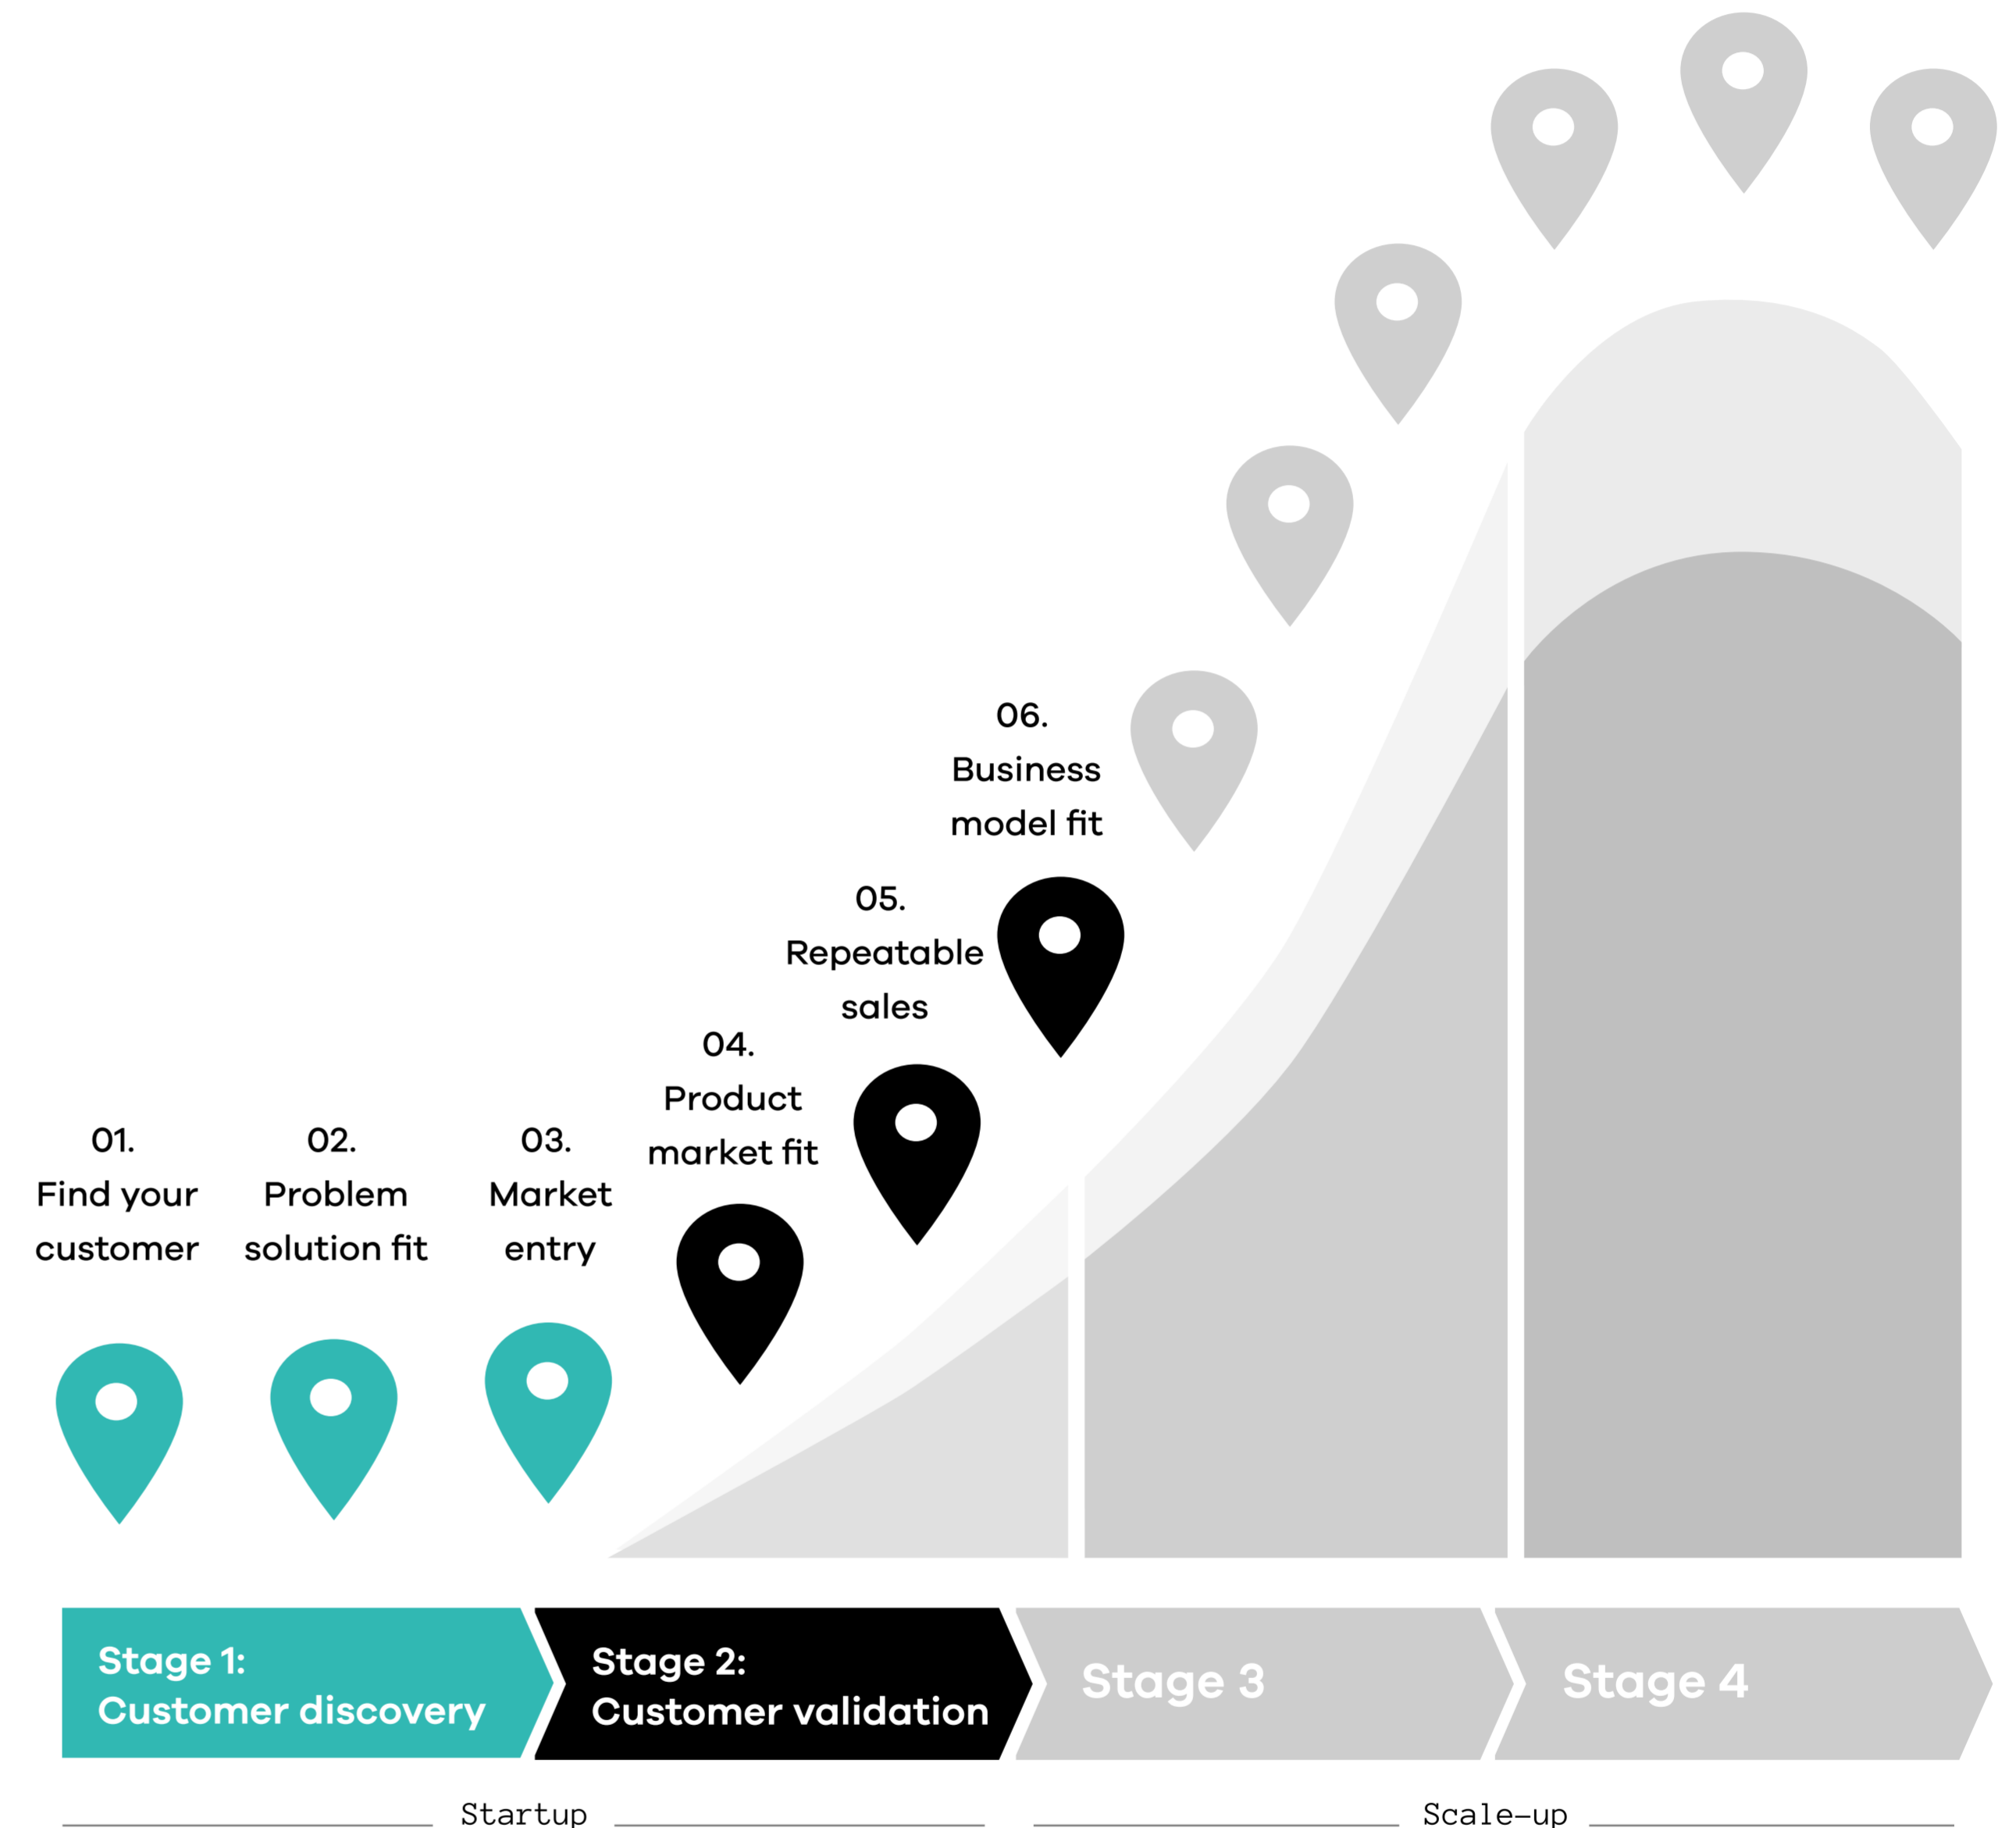 01.
Find your
customer
02.
Problem
solution fit
03.
Market
entry
04.
Product
market fit
05.
Repeatable
sales
06.
Business
model fit
Stage 1:
Customer discovery
Stage 2:
Customer validation
Stage 3
Stage 4
Startup
Scale-up